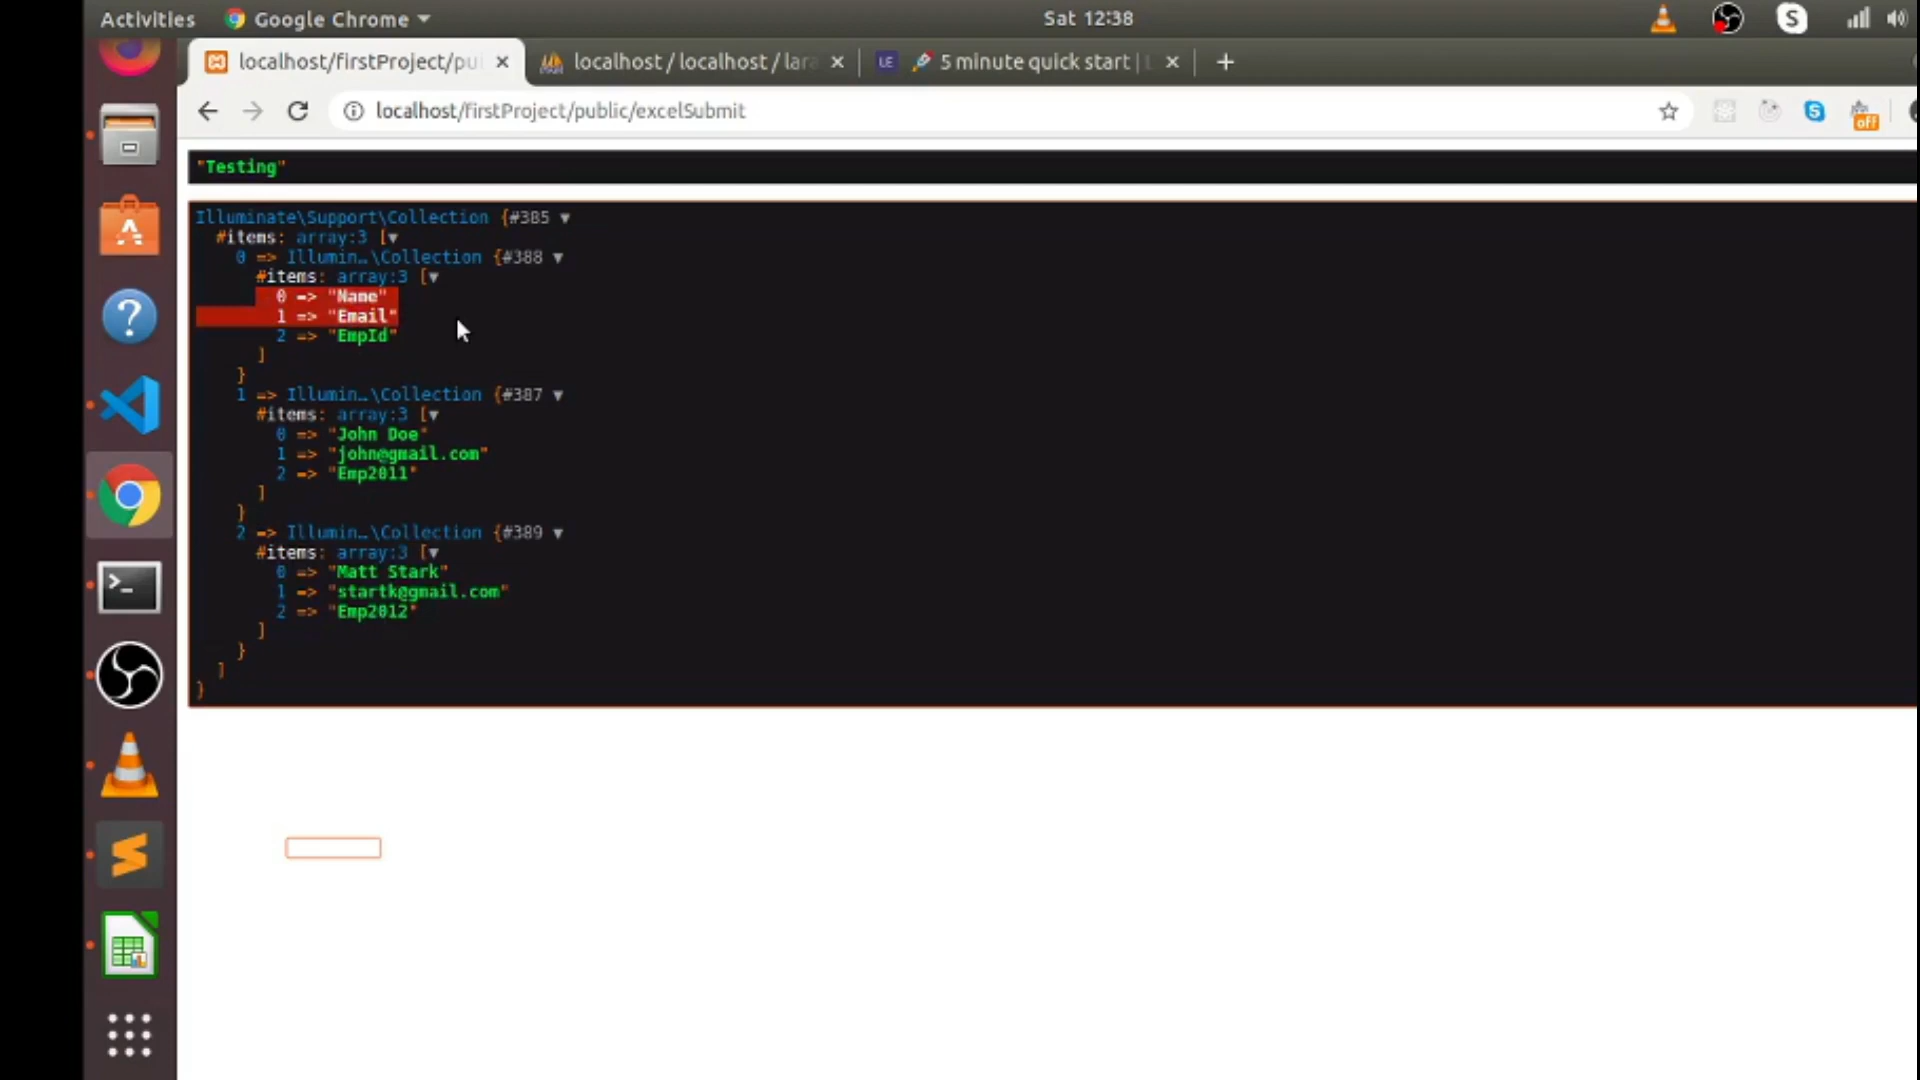 Activities Google Chrome ▾ Sat 12:38
localhost/firstProject/pu localhost / localhost / lara 5 minute quick start |
localhost/firstProject/public/excelSubmit
off
"Testing"
Illuminate\Support\Collection {#385 ▼
#items: array:3 [▼
0 => Illumin…\Collection {#388 ▼
#items: array:3 [▼
0 => "Name"
1 => "Email"
2 => "EmpId"
]
}
1 => Illumin…\Collection {#387 ▼
#items: array:3 [▼
0 => "John Doe"
1 => "john@gmail.com"
2 => "Emp2011"
]
}
2 => Illumin…\Collection {#389 ▼
#items: array:3 [▼
0 => "Matt Stark"
1 => "startk@gmail.com"
2 => "Emp2012"
]
}
]
}